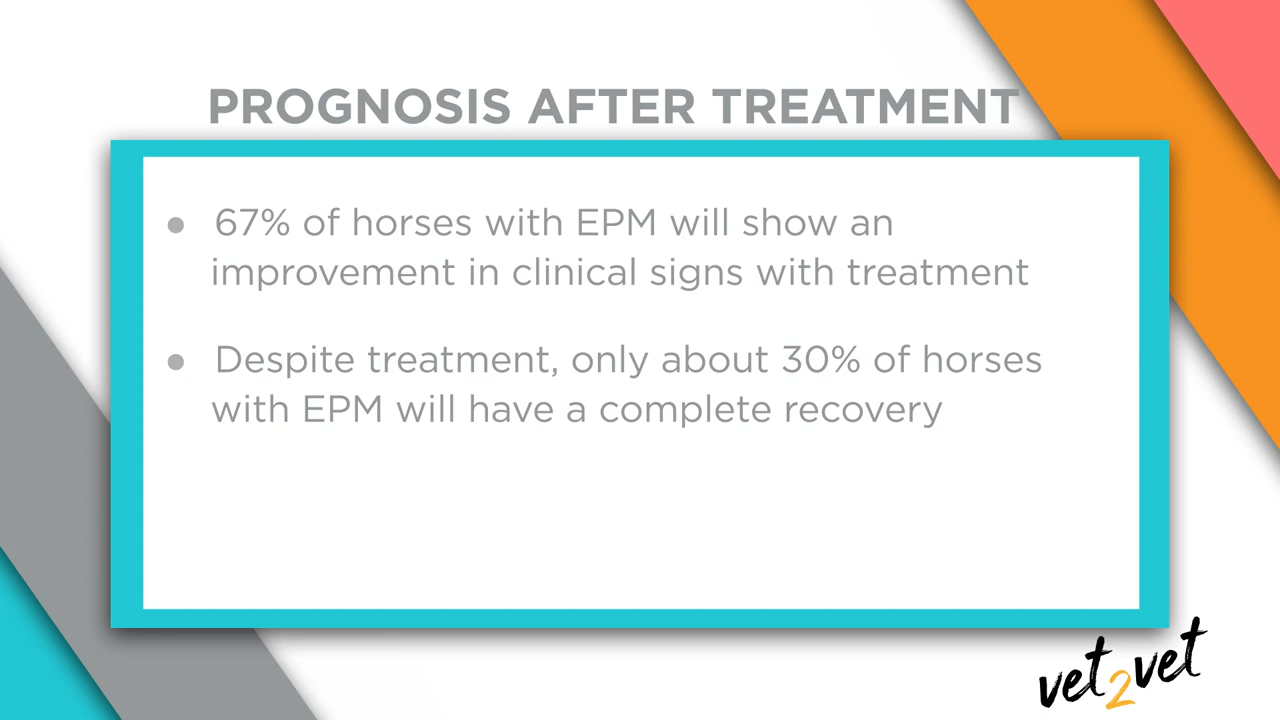 PROGNOSIS AFTER TREATMENT
● 67% of horses with EPM will show an
improvement in clinical signs with treatment
● Despite treatment, only about 30% of horses
with EPM will have a complete recovery
vet2vet